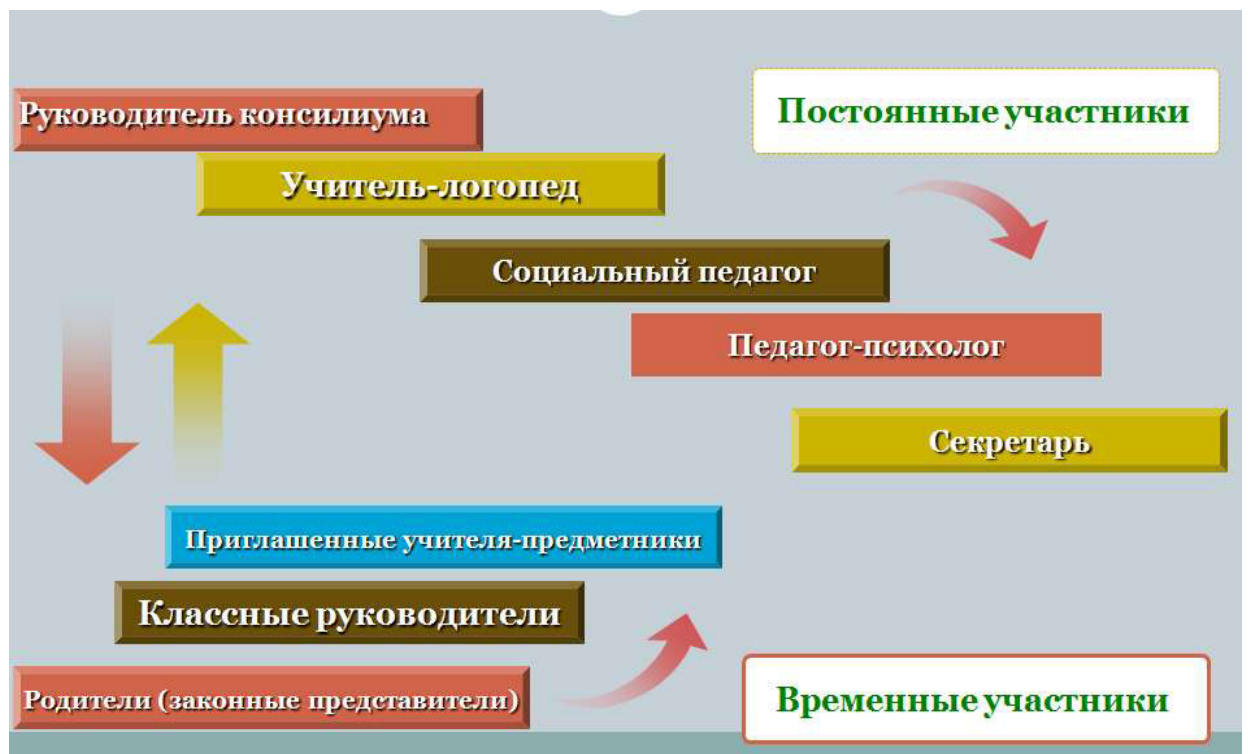 Руководитель консилиума
Постоянные участники
Учитель-логопед
Социальный педагог
Педагог-психолог
Секретарь
Приглашенные учителя-предметники
Классные руководители
Родители (законные представители)
Временные участники